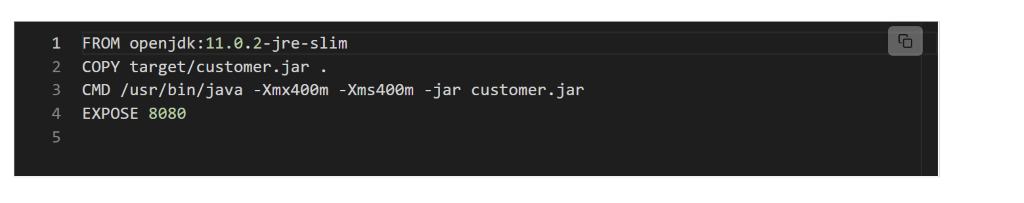 1 FROM openjdk:11.0.2-jre-slim
2 COPY target/customer.jar .
3 CMD /usr/bin/java -Xmx400m -Xms400m -jar customer.jar
4 EXPOSE 8080
5